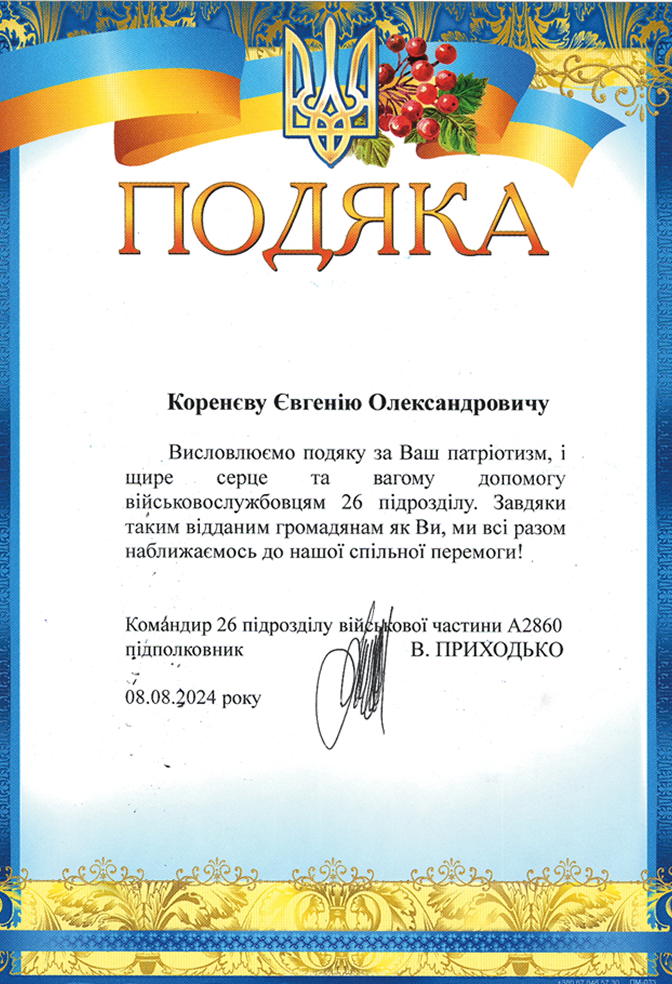 ПОДЯКА
Коренєву Євгенію Олександровичу
Висловлюємо подяку за Ваш патріотизм, і
щире серце та вагому допомогу
військовослужбовцям 26 підрозділу. Завдяки
таким відданим громадянам як Ви, ми всі разом
наближаємось до нашої спільної перемоги!
Командир 26 підрозділу військової частини А2860
підполковник В. ПРИХОДЬКО
08.08.2024 року